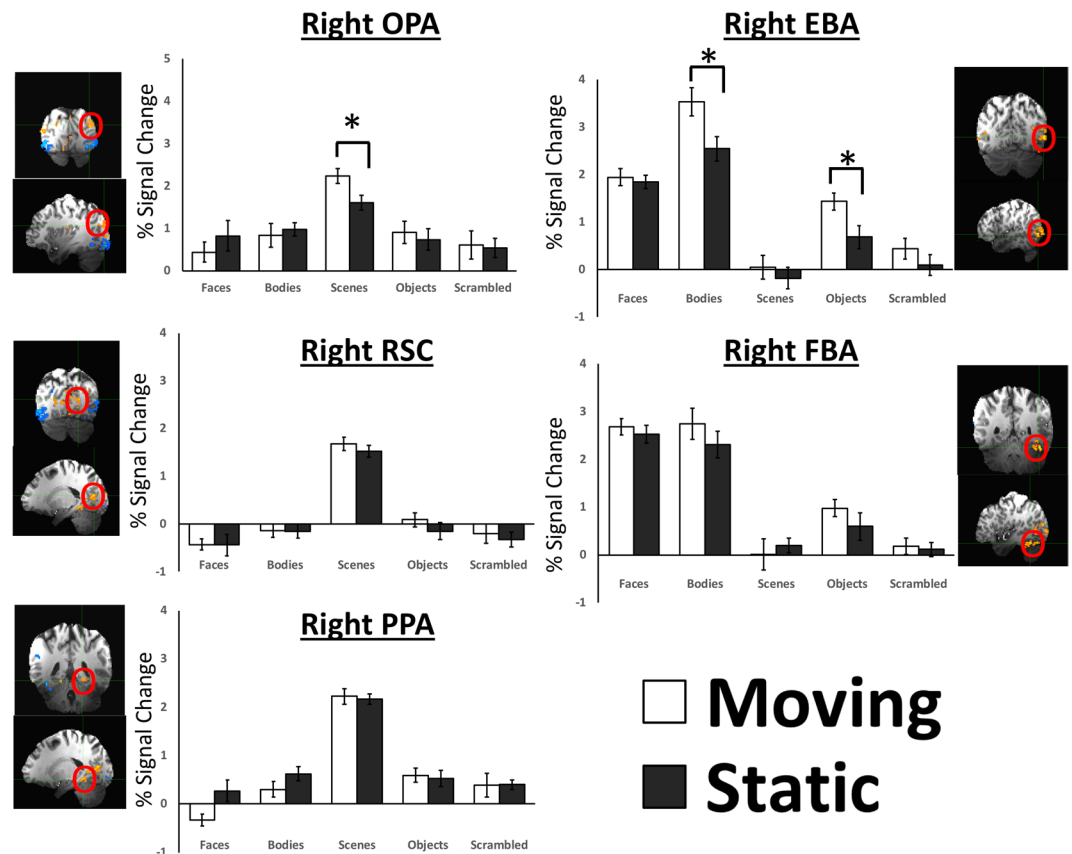 Right OPA
% Signal Change
5
4
3
2
1
0
*
Faces Bodies Scenes Objects Scrambled
Right EBA
% Signal Change
4
3
2
1
0
-1
*
*
Faces Bodies Scenes Objects Scrambled
Right RSC
% Signal Change
4
3
2
1
0
-1
Faces Bodies Scenes Objects Scrambled
Right FBA
% Signal Change
4
3
2
1
0
-1
Faces Bodies Scenes Objects Scrambled
Right PPA
% Signal Change
4
3
2
1
0
-1
Faces Bodies Scenes Objects Scrambled
Moving
Static